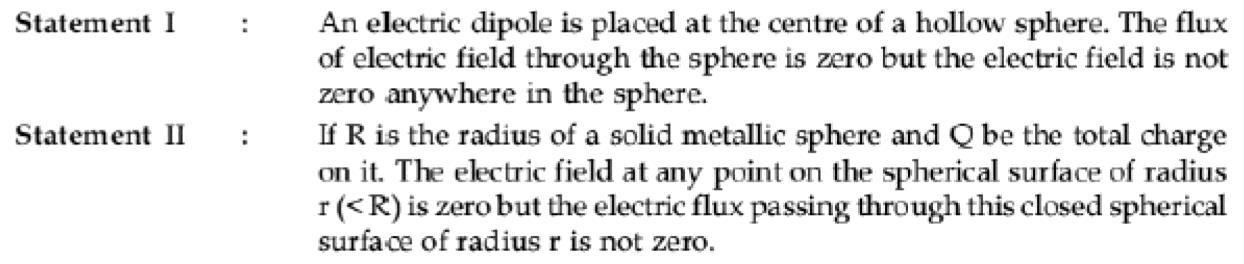 Statement I : An electric dipole is placed at the centre of a hollow sphere. The flux
of electric field through the sphere is zero but the electric field is not
zero anywhere in the sphere.
Statement II : If R is the radius of a solid metallic sphere and Q be the total charge
on it. The electric field at any point on the spherical surface of radius
r (< R) is zero but the electric flux passing through this closed spherical
surface of radius r is not zero.